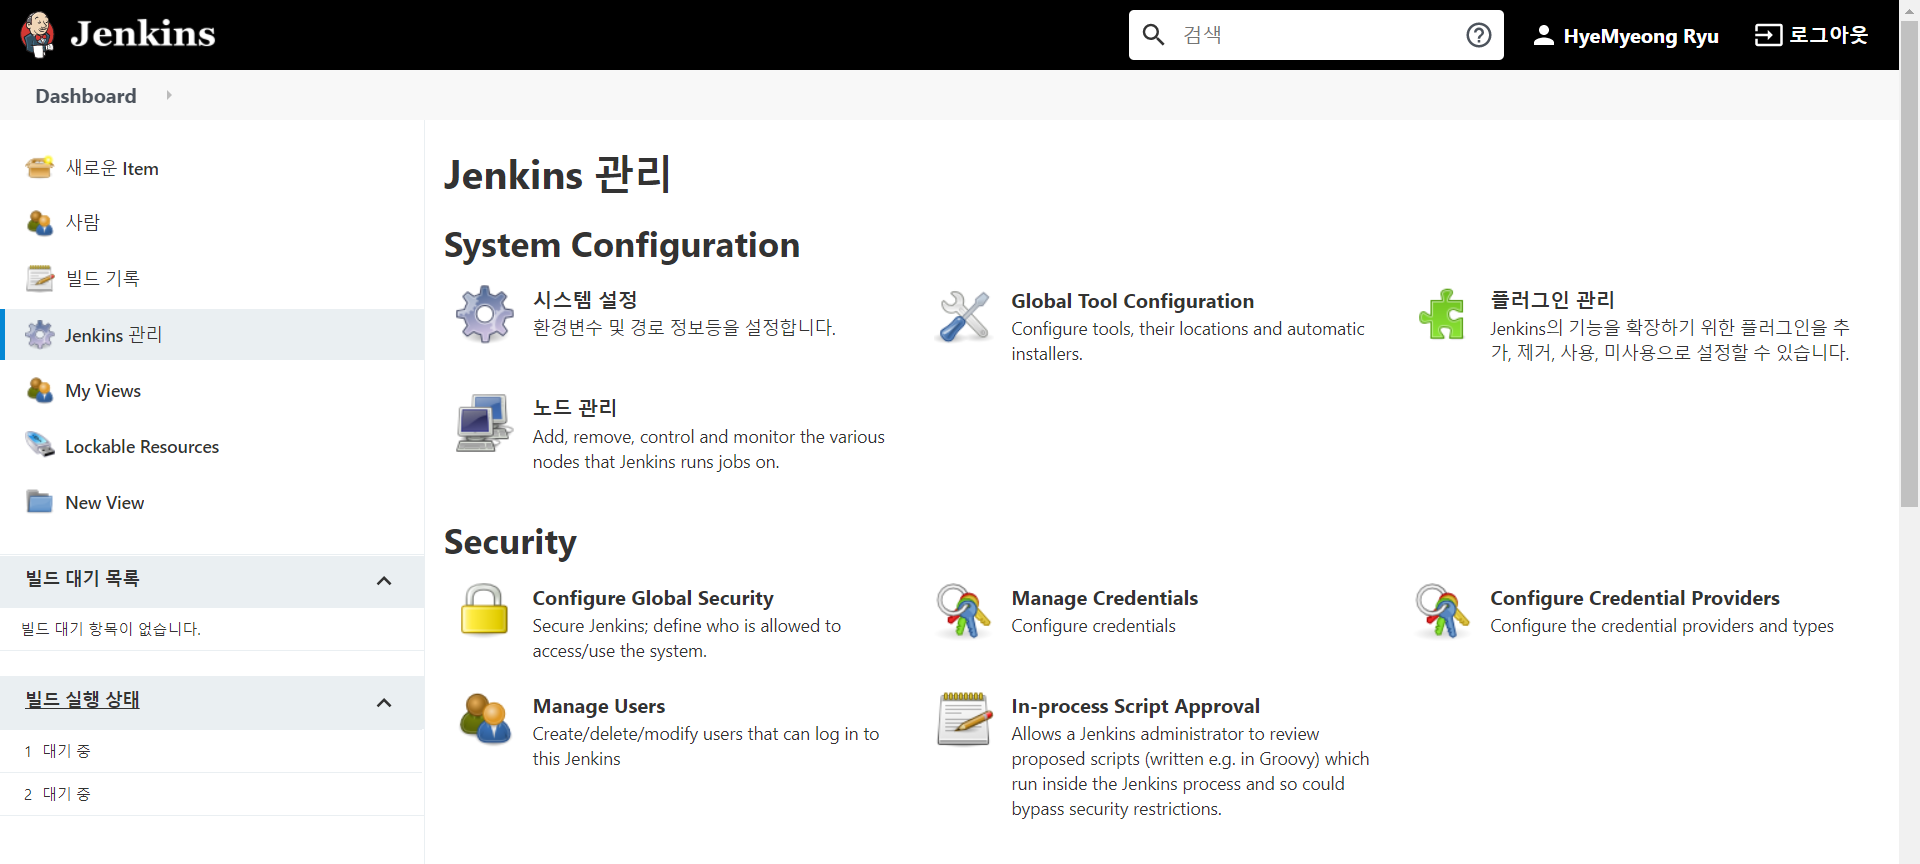 Jenkins
검색
HyeMyeong Ryu
로그아웃
Dashboard
새로운 Item
사람
빌드 기록
Jenkins 관리
My Views
Lockable Resources
New View
빌드 대기 목록
빌드 대기 항목이 없습니다.
빌드 실행 상태
1 대기 중
2 대기 중
Jenkins 관리
System Configuration
시스템 설정
환경변수 및 경로 정보등을 설정합니다.
Global Tool Configuration
Configure tools, their locations and automatic
installers.
플러그인 관리
Jenkins의 기능을 확장하기 위한 플러그인을 추
가, 제거, 사용, 미사용으로 설정할 수 있습니다.
노드 관리
Add, remove, control and monitor the various
nodes that Jenkins runs jobs on.
Security
Configure Global Security
Secure Jenkins; define who is allowed to
access/use the system.
Manage Credentials
Configure credentials
Configure Credential Providers
Configure the credential providers and types
Manage Users
Create/delete/modify users that can log in to
this Jenkins
In-process Script Approval
Allows a Jenkins administrator to review
proposed scripts (written e.g. in Groovy) which
run inside the Jenkins process and so could
bypass security restrictions.